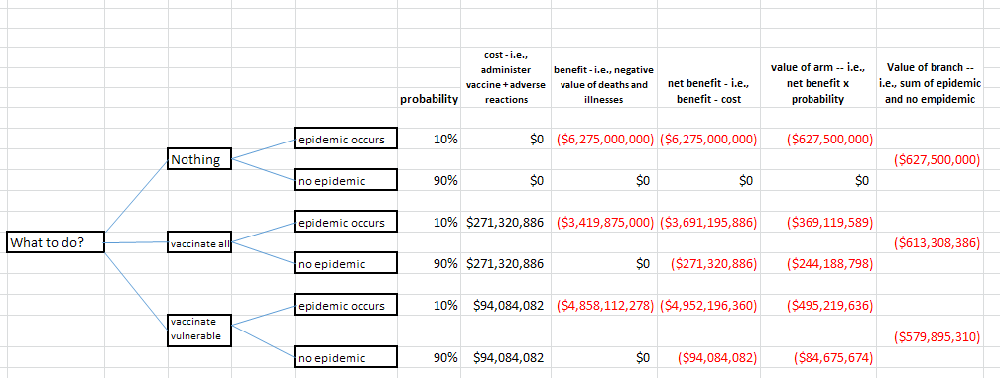 cost - i.e.,
administer
vaccine + adverse
reactions
benefit - i.e., negative
value of deaths and
illnesses
net benefit - i.e.,
benefit - cost
value of arm -- i.e.,
net benefit x
probability
Value of branch --
i.e., sum of epidemic
and no empidemic
probability
epidemic occurs 10% $0 ($6,275,000,000) ($6,275,000,000) ($627,500,000)
Nothing ($627,500,000)
no epidemic 90% $0 $0 $0 $0
epidemic occurs 10% $271,320,886 ($3,419,875,000) ($3,691,195,886) ($369,119,589)
What to do? vaccinate all ($613,308,386)
no epidemic 90% $271,320,886 $0 ($271,320,886) ($244,188,798)
epidemic occurs 10% $94,084,082 ($4,858,112,278) ($4,952,196,360) ($495,219,636)
vaccinate
vulnerable ($579,895,310)
no epidemic 90% $94,084,082 $0 ($94,084,082) ($84,675,674)